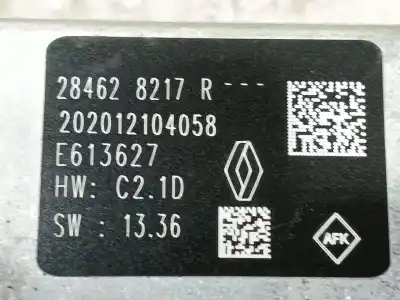 28462 8217 R ---
202012104058
E613627
HW: C2.1D
SW : 13.36
AFK